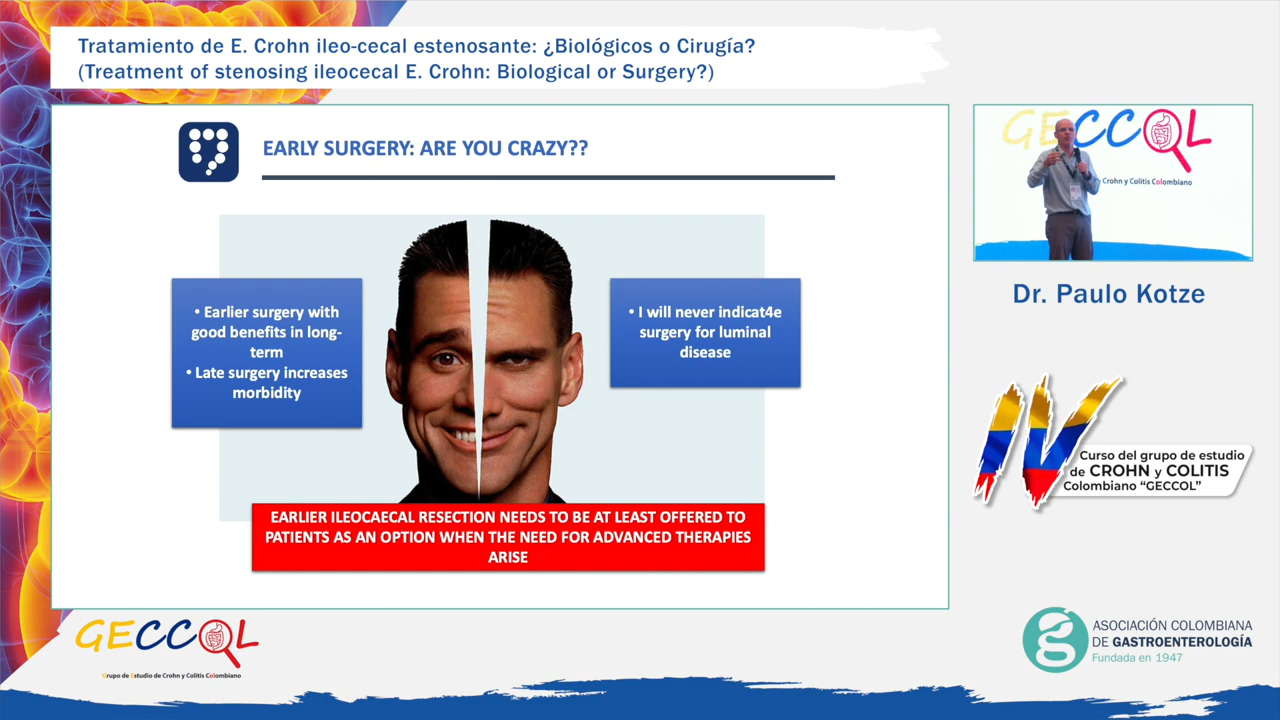 Tratamiento de E. Crohn ileo-cecal estenosante: ¿Biológicos o Cirugía?
(Treatment of stenosing ileocecal E. Crohn: Biological or Surgery?)
EARLY SURGERY: ARE YOU CRAZY??
• Earlier surgery with
good benefits in long-
term
• Late surgery increases
morbidity
• I will never indicat4e
surgery for luminal
disease
EARLIER ILEOCAECAL RESECTION NEEDS TO BE AT LEAST OFFERED TO
PATIENTS AS AN OPTION WHEN THE NEED FOR ADVANCED THERAPIES
ARISE
GECCOL
Crohn y Colitis Colombiano
Dr. Paulo Kotze
IV
Curso del grupo de estudio
de CROHN y COLITIS
Colombiano “GECCOL”
GECCOL
Grupo de Estudio de Crohn y Colitis Colombiano
ASOCIACIÓN COLOMBIANA
DE GASTROENTEROLOGÍA
Fundada en 1947